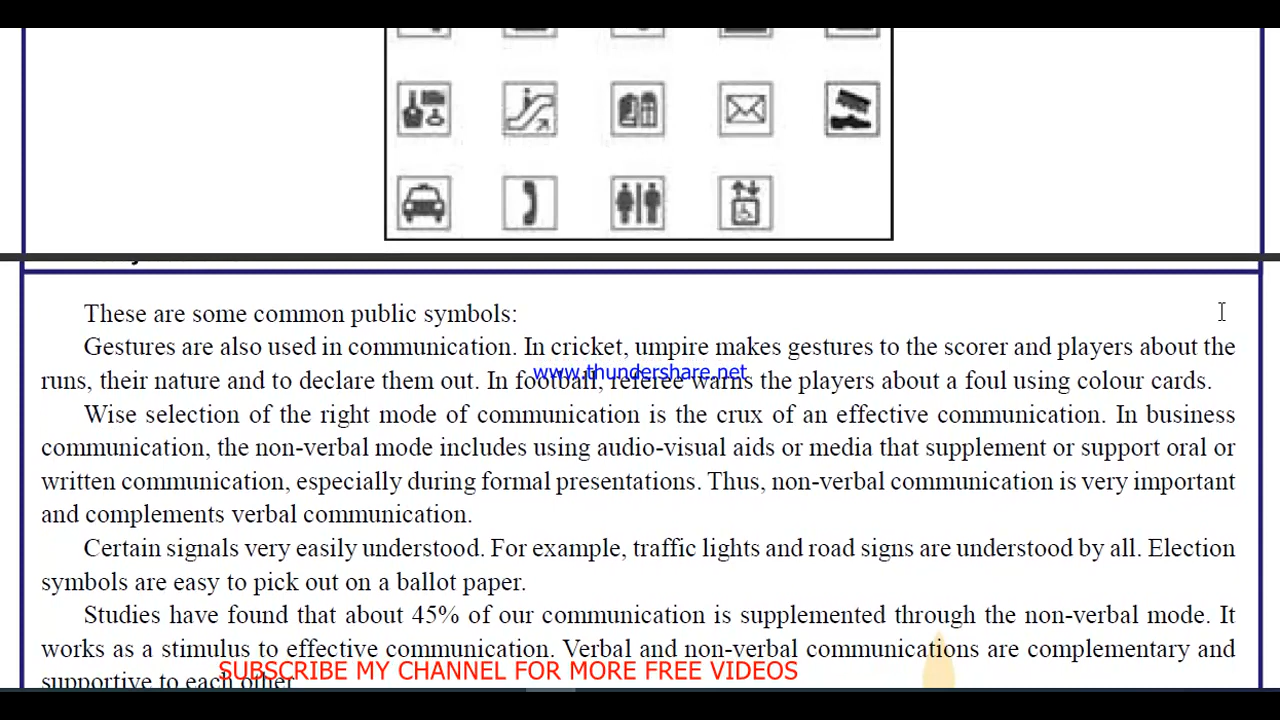 These are some common public symbols:
Gestures are also used in communication. In cricket, umpire makes gestures to the scorer and players about the
runs, their nature and to declare them out. In football, referee warns the players about a foul using colour cards.
www.thundershare.net
Wise selection of the right mode of communication is the crux of an effective communication. In business
communication, the non-verbal mode includes using audio-visual aids or media that supplement or support oral or
written communication, especially during formal presentations. Thus, non-verbal communication is very important
and complements verbal communication.
Certain signals very easily understood. For example, traffic lights and road signs are understood by all. Election
symbols are easy to pick out on a ballot paper.
Studies have found that about 45% of our communication is supplemented through the non-verbal mode. It
works as a stimulus to effective communication. Verbal and non-verbal communications are complementary and
SUBSCRIBE MY CHANNEL FOR MORE FREE VIDEOS
supportive to each other